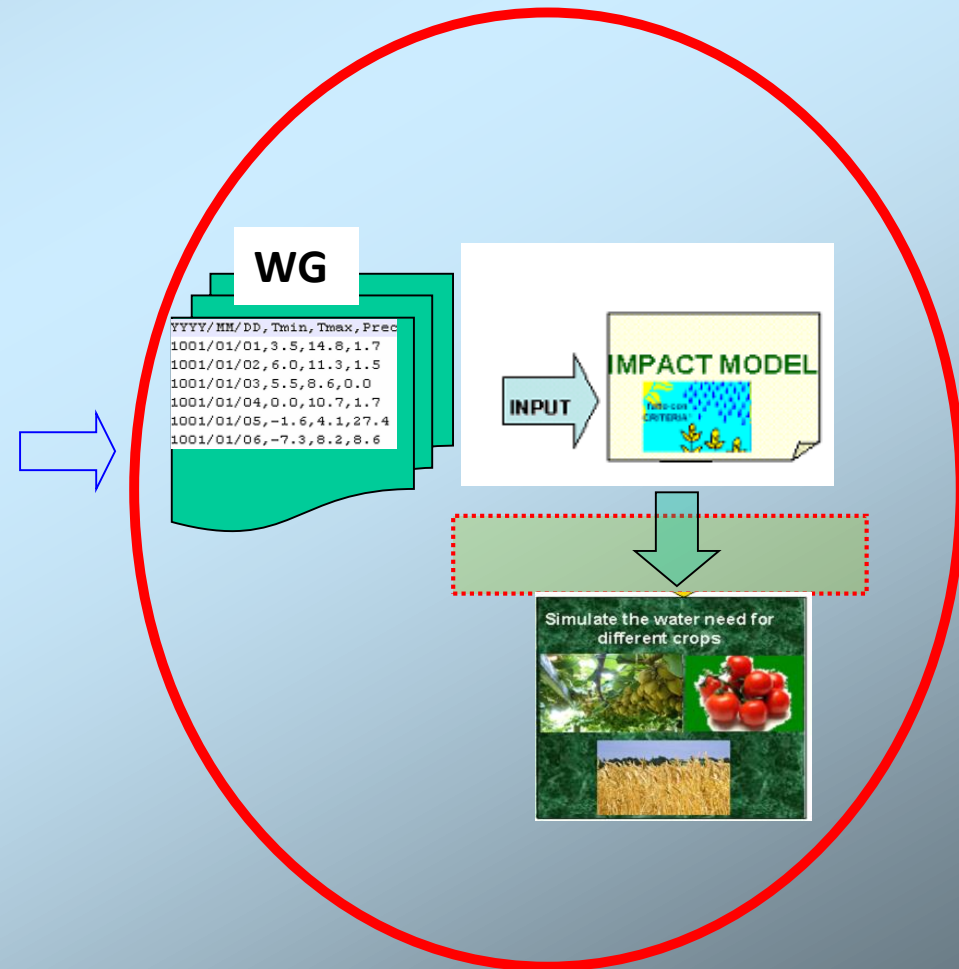 WG
YYYY/MM/DD,Tmin,Tmax,Prec
1001/01/01,3.5,14.8,1.7
1001/01/02,6.0,11.3,1.5
1001/01/03,5.5,8.6,0.0
1001/01/04,0.0,10.7,1.7
1001/01/05,-1.6,4.1,27.4
1001/01/06,-7.3,8.2,8.6
INPUT
IMPACT MODEL
con
CRITERIA
Simulate the water need for
different crops